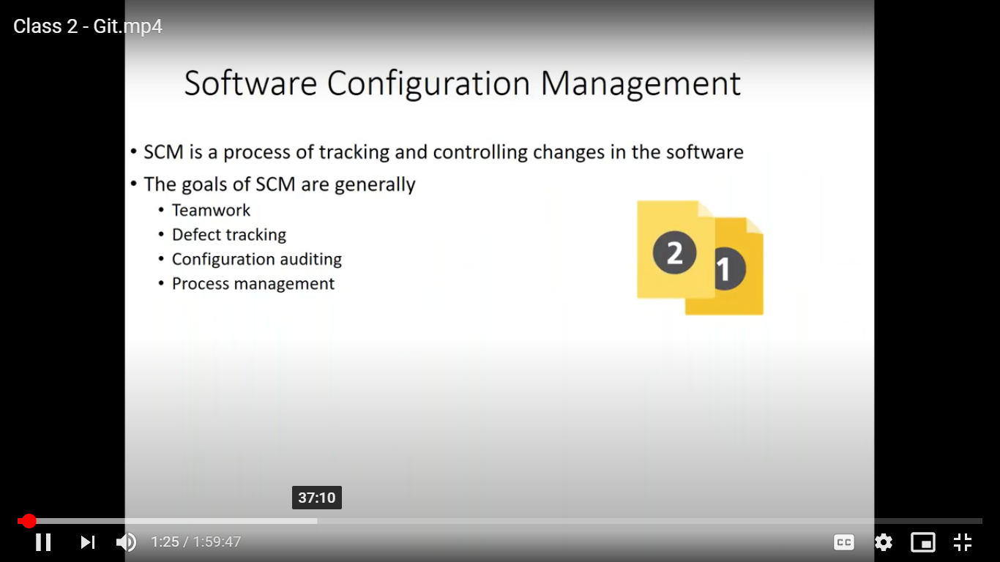 Class 2 - Git.mp4
Software Configuration Management
• SCM is a process of tracking and controlling changes in the software
• The goals of SCM are generally
• Teamwork
• Defect tracking
• Configuration auditing
• Process management
2
1
37:10
1:25 / 1:59:47
CC